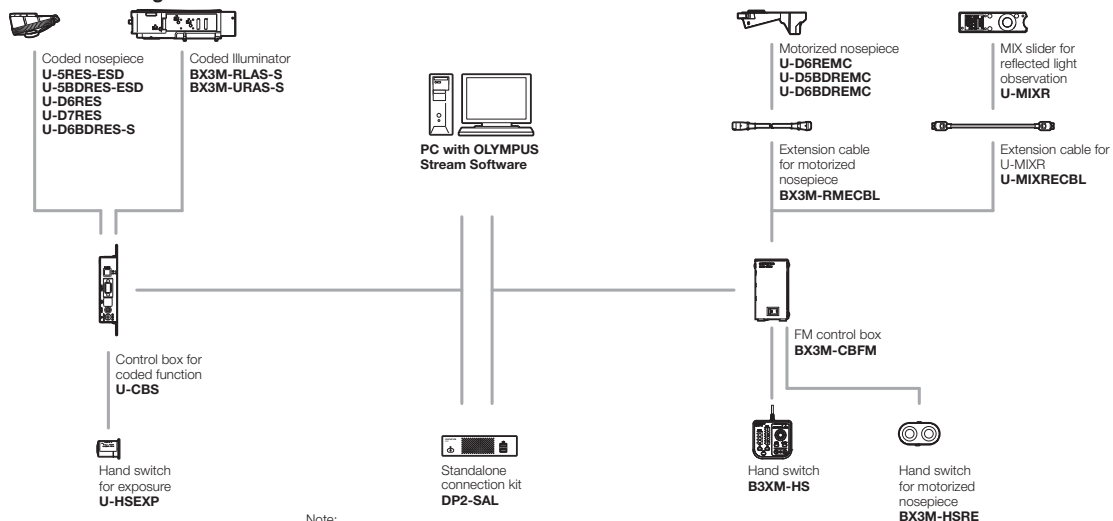 Coded nosepiece
U-5RES-ESD
U-5BDRES-ESD
U-D6RES
U-D7RES
U-D6BDRES-S
Coded Illuminator
BX3M-RLAS-S
BX3M-URAS-S
PC with OLYMPUS
Stream Software
Motorized nosepiece
U-D6REMC
U-D5BDREMC
U-D6BDREMC
MIX slider for
reflected light
observation
U-MIXR
Extension cable
for motorized
nosepiece
BX3M-RMECBL
Extension cable for
U-MIXR
U-MIXRECBL
Control box for
coded function
U-CBS
FM control box
BX3M-CBFM
Hand switch
for exposure
U-HSEXP
Standalone
connection kit
DP2-SAL
Hand switch
B3XM-HS
Hand switch
for motorized
nosepiece
BX3M-HSRE
Note: